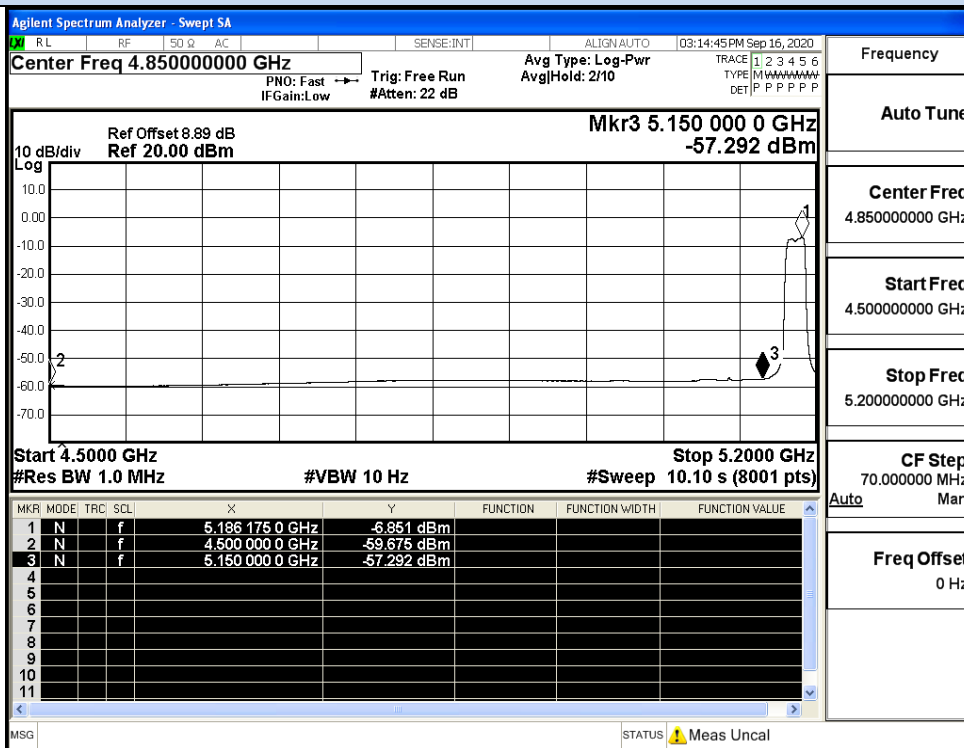 Agilent Spectrum Analyzer - Swept SA
LXI RL RF 50 Ω AC SENSE:INT ALIGN AUTO 03:14:45 PM Sep 16, 2020
Center Freq 4.850000000 GHz
PNO: Fast
IFGain:Low
Trig: Free Run
#Atten: 22 dB
Avg Type: Log-Pwr
Avg|Hold: 2/10
TRACE 1 2 3 4 5 6
TYPE M W W W W W
DET P P P P P P
Mkr3 5.150 000 0 GHz
-57.292 dBm
Ref Offset 8.89 dB
10 dB/div Ref 20.00 dBm
Log
10.0
0.00
-10.0
-20.0
-30.0
-40.0
-50.0
-60.0
-70.0
1
2
3
Start 4.5000 GHz Stop 5.2000 GHz
#Res BW 1.0 MHz #VBW 10 Hz #Sweep 10.10 s (8001 pts)
MKR MODE TRC SCL X Y FUNCTION FUNCTION WIDTH FUNCTION VALUE
1 N f 5.186 175 0 GHz -6.851 dBm
2 N f 4.500 000 0 GHz -59.675 dBm
3 N f 5.150 000 0 GHz -57.292 dBm
4
5
6
7
8
9
10
11
MSG STATUS Meas Uncal
Frequency
Auto Tune
Center Freq
4.850000000 GHz
Start Freq
4.500000000 GHz
Stop Freq
5.200000000 GHz
CF Step
70.000000 MHz
Auto Man
Freq Offset
0 Hz